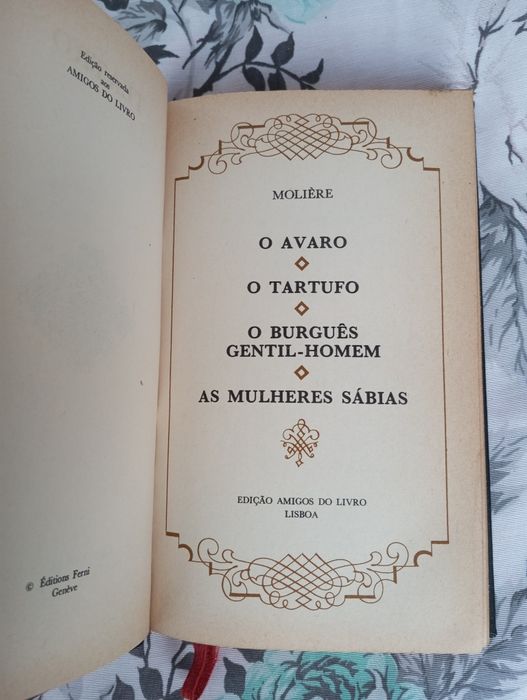 Edição reservada
aos
AMIGOS DO LIVRO
© Éditions Ferni
Genève
MOLIÈRE
O AVARO
O TARTUFO
O BURGUÊS
GENTIL-HOMEM
AS MULHERES SÁBIAS
EDIÇÃO AMIGOS DO LIVRO
LISBOA